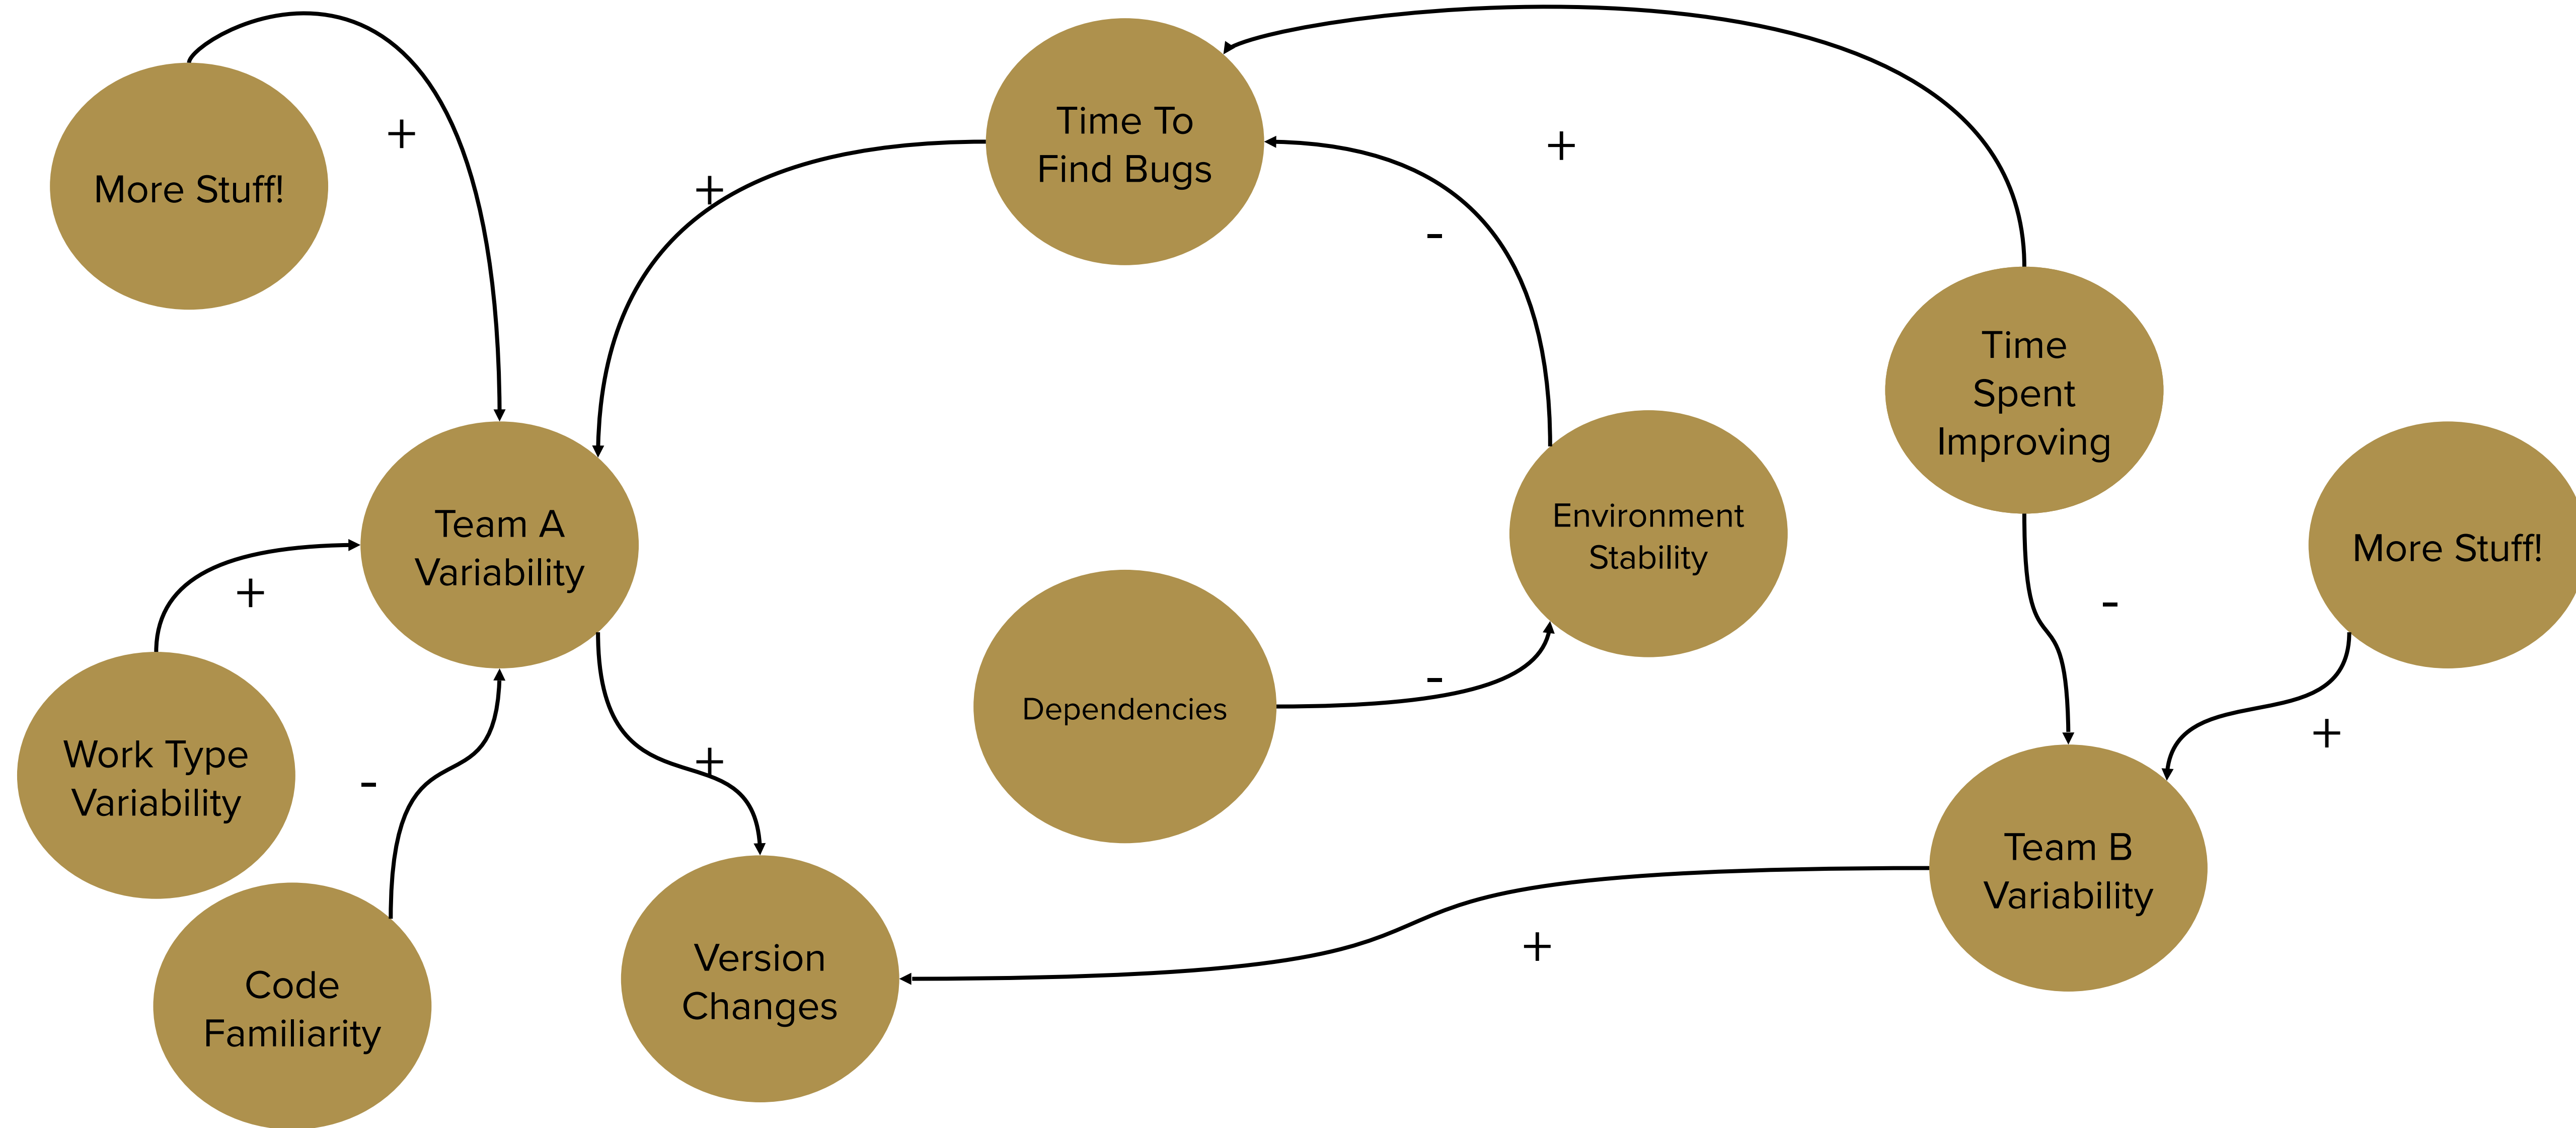 More Stuff!
+
Time To
Find Bugs
+
+
-
Time
Spent
Improving
Team A
Variability
Environment
Stability
More Stuff!
+
-
Dependencies
-
Work Type
Variability
-
+
+
Team B
Variability
Version
Changes
+
Code
Familiarity